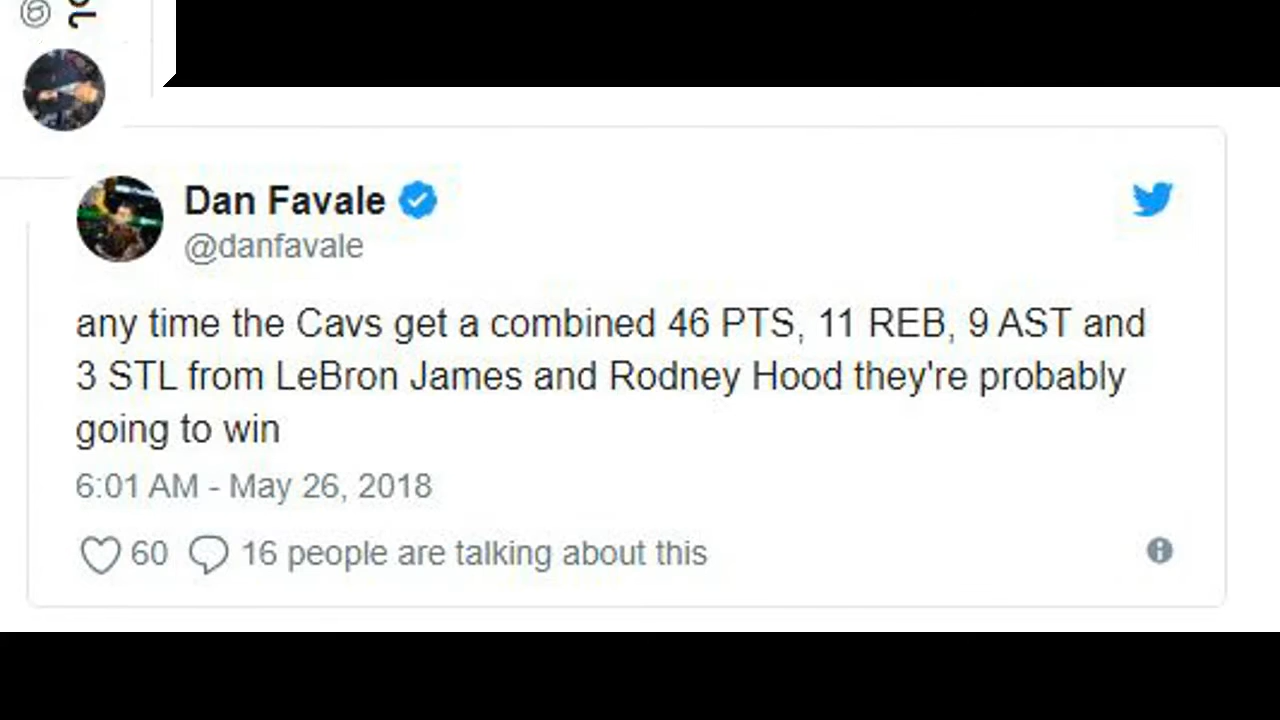 Dan Favale
@danfavale
any time the Cavs get a combined 46 PTS, 11 REB, 9 AST and
3 STL from LeBron James and Rodney Hood they're probably
going to win
6:01 AM - May 26, 2018
60 16 people are talking about this